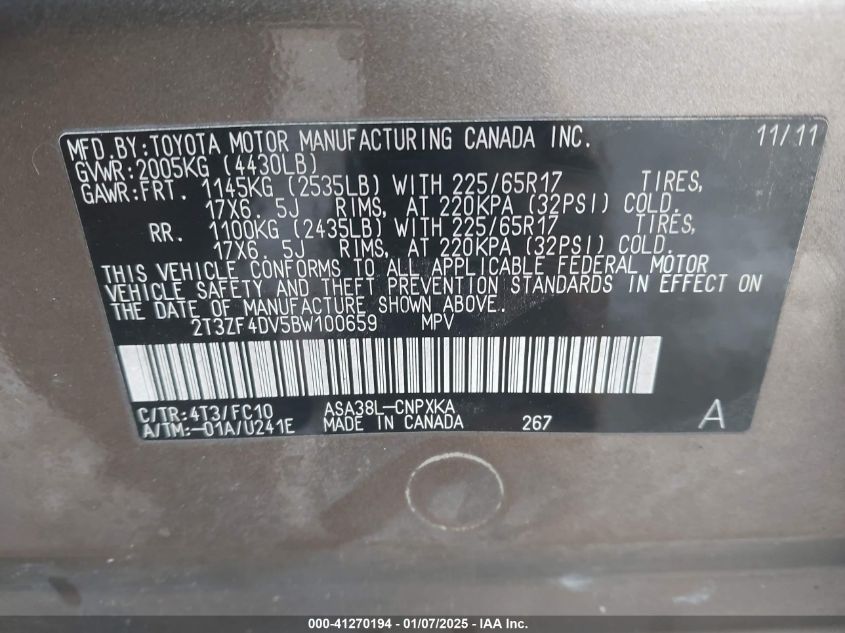 MFD.BY:TOYOTA MOTOR MANUFACTURING CANADA INC. 11/11
GVWR:2005KG (4430LB)
GAWR:FRT. 1145KG (2535LB) WITH 225/65R17 TIRES,
17X6.5J RIMS, AT 220KPA (32PSI) COLD.
RR. 1100KG (2435LB) WITH 225/65R17 TIRES,
17X6.5J RIMS, AT 220KPA (32PSI) COLD.
THIS VEHICLE CONFORMS TO ALL APPLICABLE FEDERAL MOTOR
VEHICLE SAFETY AND THEFT PREVENTION STANDARDS IN EFFECT ON
THE DATE OF MANUFACTURE SHOWN ABOVE.
2T3ZF4DV5BW100659 MPV
C/TR:4T3/FC10 ASA38L-CNPXKA
A/TM:-01A/U241E MADE IN CANADA 267 A
000-41270194 - 01/07/2025 - IAA Inc.